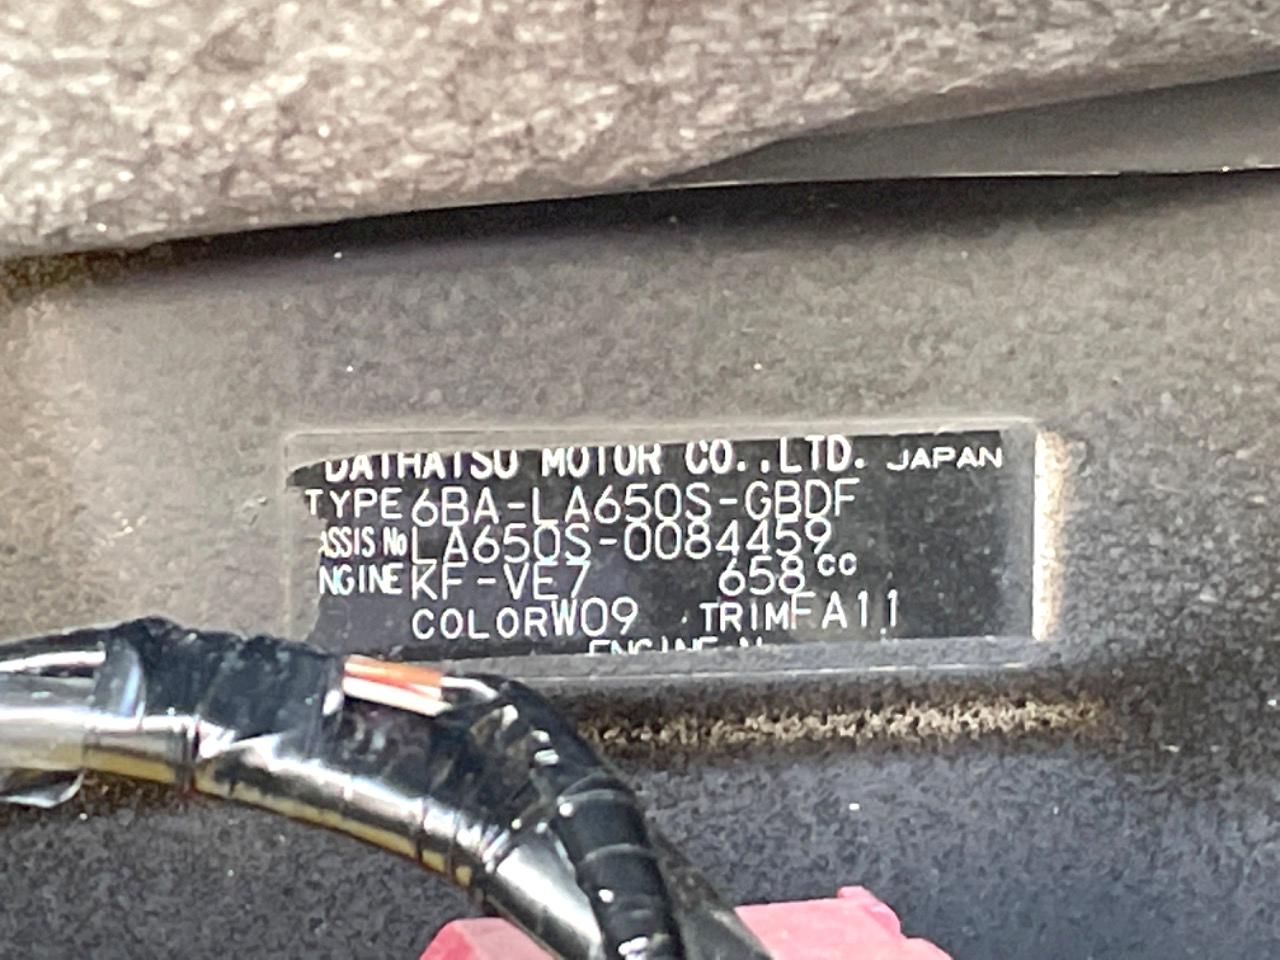 DAIHATSU MOTOR CO.,LTD. JAPAN
TYPE 6BA-LA650S-GBDF
ASSIS No LA650S-0084459
NGINE KF-VE7 658cc
COLOR W09 TRIM FA11
ENGINE N